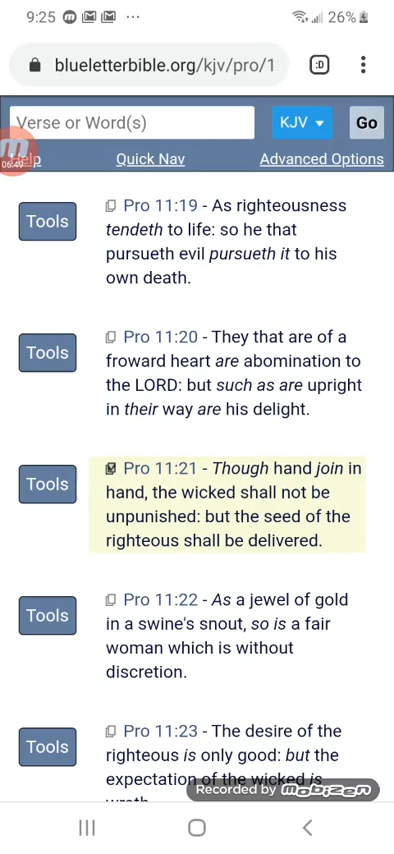 9:25 26%
blueletterbible.org/kjv/pro/1 :D
Verse or Word(s) KJV Go
Help Quick Nav Advanced Options
06:49
Tools Pro 11:19 - As righteousness
tendeth to life: so he that
pursueth evil pursueth it to his
own death.
Tools Pro 11:20 - They that are of a
froward heart are abomination to
the LORD: but such as are upright
in their way are his delight.
Tools Pro 11:21 - Though hand join in
hand, the wicked shall not be
unpunished: but the seed of the
righteous shall be delivered.
Tools Pro 11:22 - As a jewel of gold
in a swine's snout, so is a fair
woman which is without
discretion.
Tools Pro 11:23 - The desire of the
righteous is only good: but the
expectation of the wicked is
wrath.
Recorded by mobizen